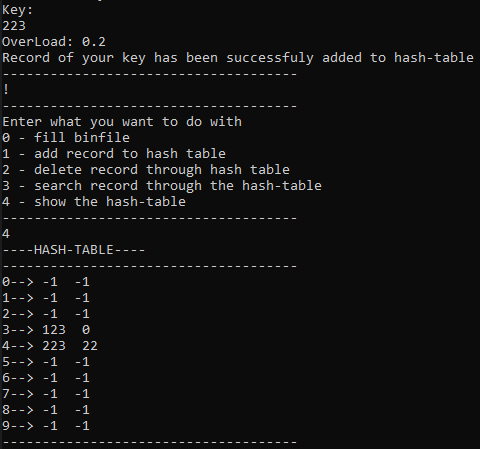 Key:
223
OverLoad: 0.2
Record of your key has been successfuly added to hash-table
-------------------------------------
!
-------------------------------------
Enter what you want to do with
0 - fill binfile
1 - add record to hash table
2 - delete record through hash table
3 - search record through the hash-table
4 - show the hash-table
-------------------------------------
4
----HASH-TABLE----
-------------------------------------
0--> -1  -1
1--> -1  -1
2--> -1  -1
3--> 123  0
4--> 223  22
5--> -1  -1
6--> -1  -1
7--> -1  -1
8--> -1  -1
9--> -1  -1
-------------------------------------